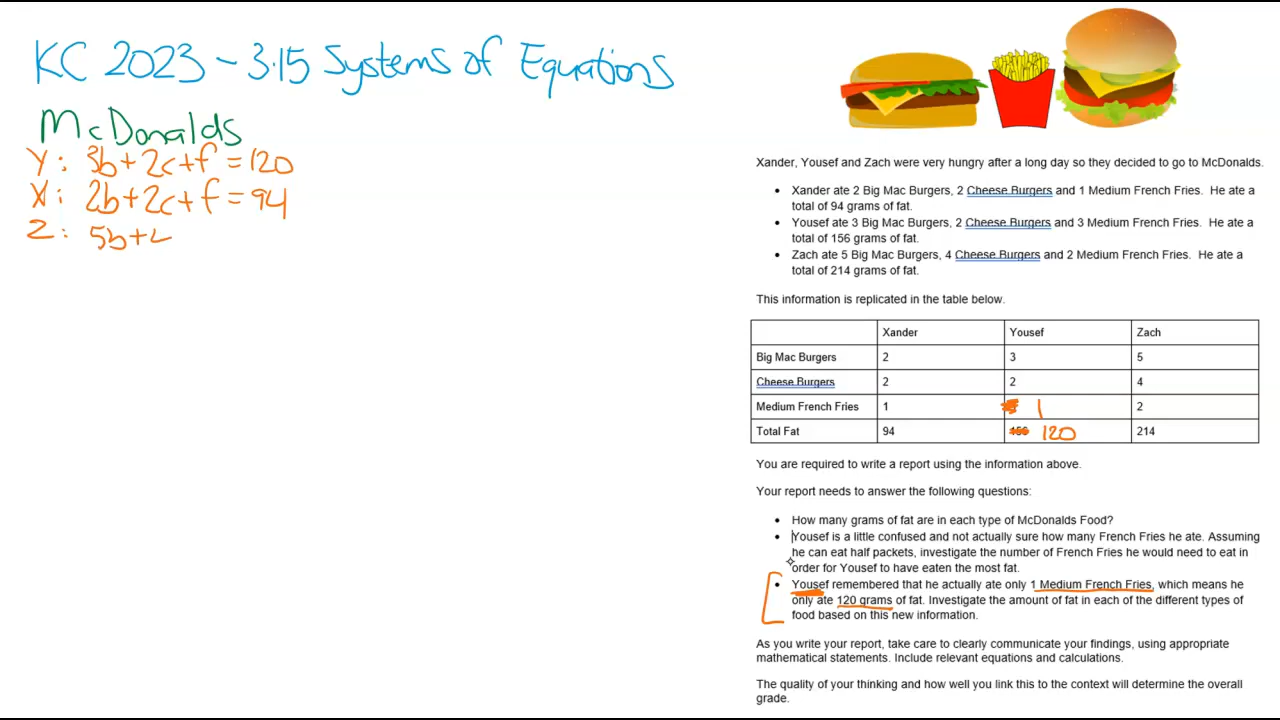 KC 2023 - 3.15 Systems of Equations
McDonalds
Y: 3b+2c+f=120
X: 2b+2c+f=94
Z: 5b+
Xander, Yousef and Zach were very hungry after a long day so they decided to go to McDonalds.
• Xander ate 2 Big Mac Burgers, 2 Cheese Burgers and 1 Medium French Fries. He ate a
total of 94 grams of fat.
• Yousef ate 3 Big Mac Burgers, 2 Cheese Burgers and 3 Medium French Fries. He ate a
total of 156 grams of fat.
• Zach ate 5 Big Mac Burgers, 4 Cheese Burgers and 2 Medium French Fries. He ate a
total of 214 grams of fat.
This information is replicated in the table below.
Xander Yousef Zach
Big Mac Burgers 2 3 5
Cheese Burgers 2 2 4
Medium French Fries 1 1 2
Total Fat 94 120 214
You are required to write a report using the information above.
Your report needs to answer the following questions:
• How many grams of fat are in each type of McDonalds Food?
• Yousef is a little confused and not actually sure how many French Fries he ate. Assuming
he can eat half packets, investigate the number of French Fries he would need to eat in
order for Yousef to have eaten the most fat.
• Yousef remembered that he actually ate only 1 Medium French Fries, which means he
only ate 120 grams of fat. Investigate the amount of fat in each of the different types of
food based on this new information.
As you write your report, take care to clearly communicate your findings, using appropriate
mathematical statements. Include relevant equations and calculations.
The quality of your thinking and how well you link this to the context will determine the overall
grade.